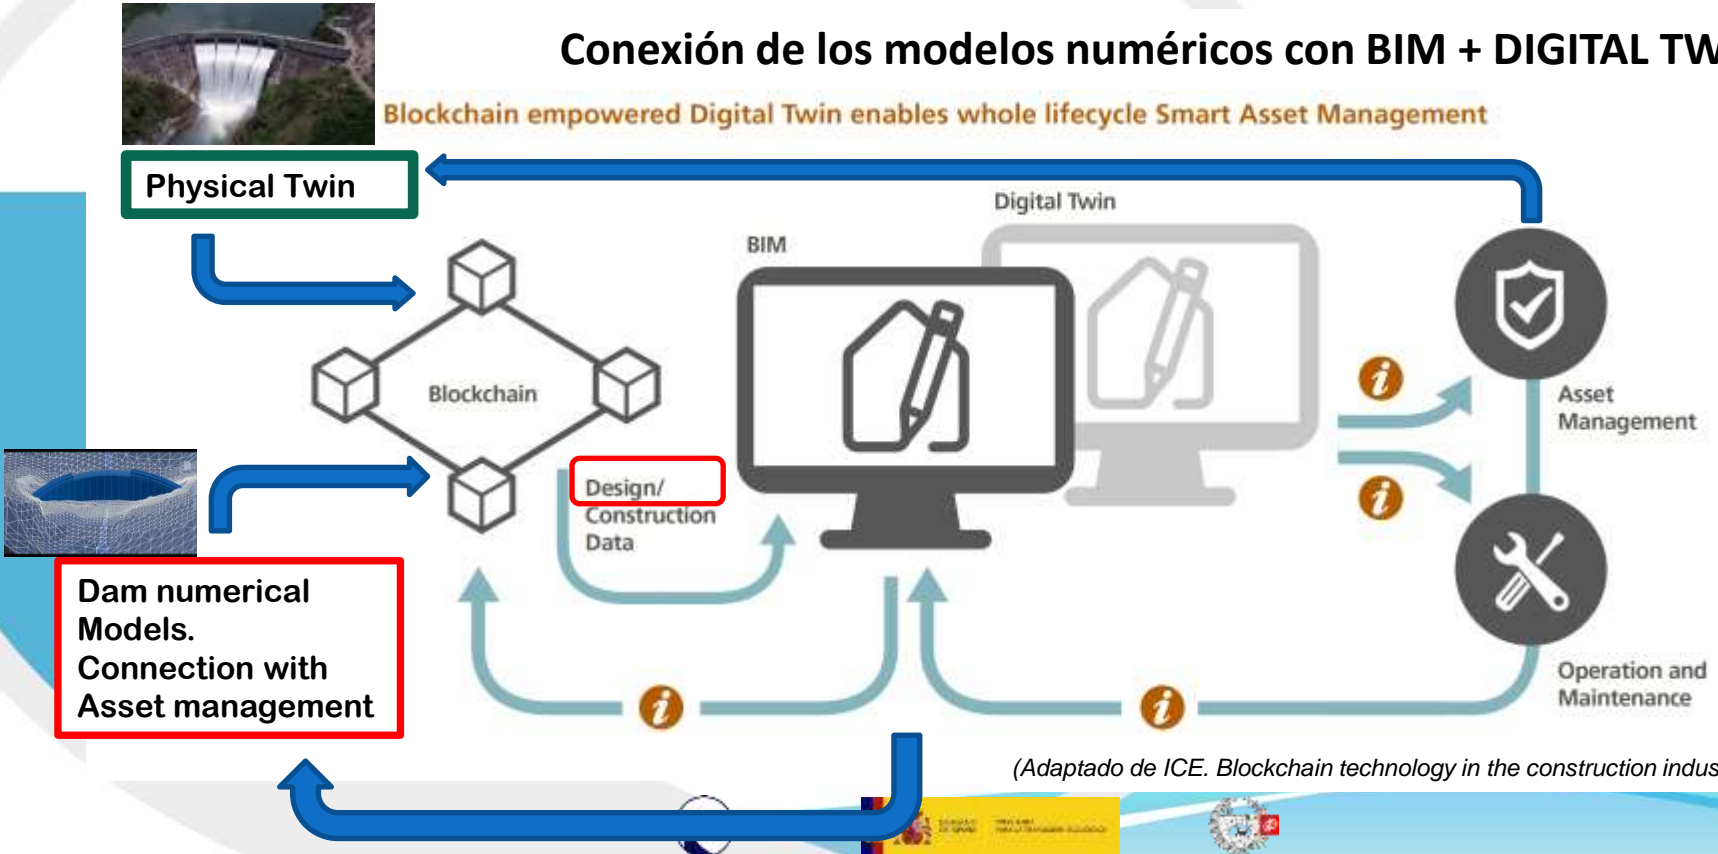 Conexión de los modelos numéricos con BIM + DIGITAL TW
Blockchain empowered Digital Twin enables whole lifecycle Smart Asset Management
Physical Twin
Digital Twin
BIM
Blockchain
Asset
Management
Design/
Construction
Data
Dam numerical
Models.
Connection with
Asset management
Operation and
Maintenance
(Adaptado de ICE. Blockchain technology in the construction indus